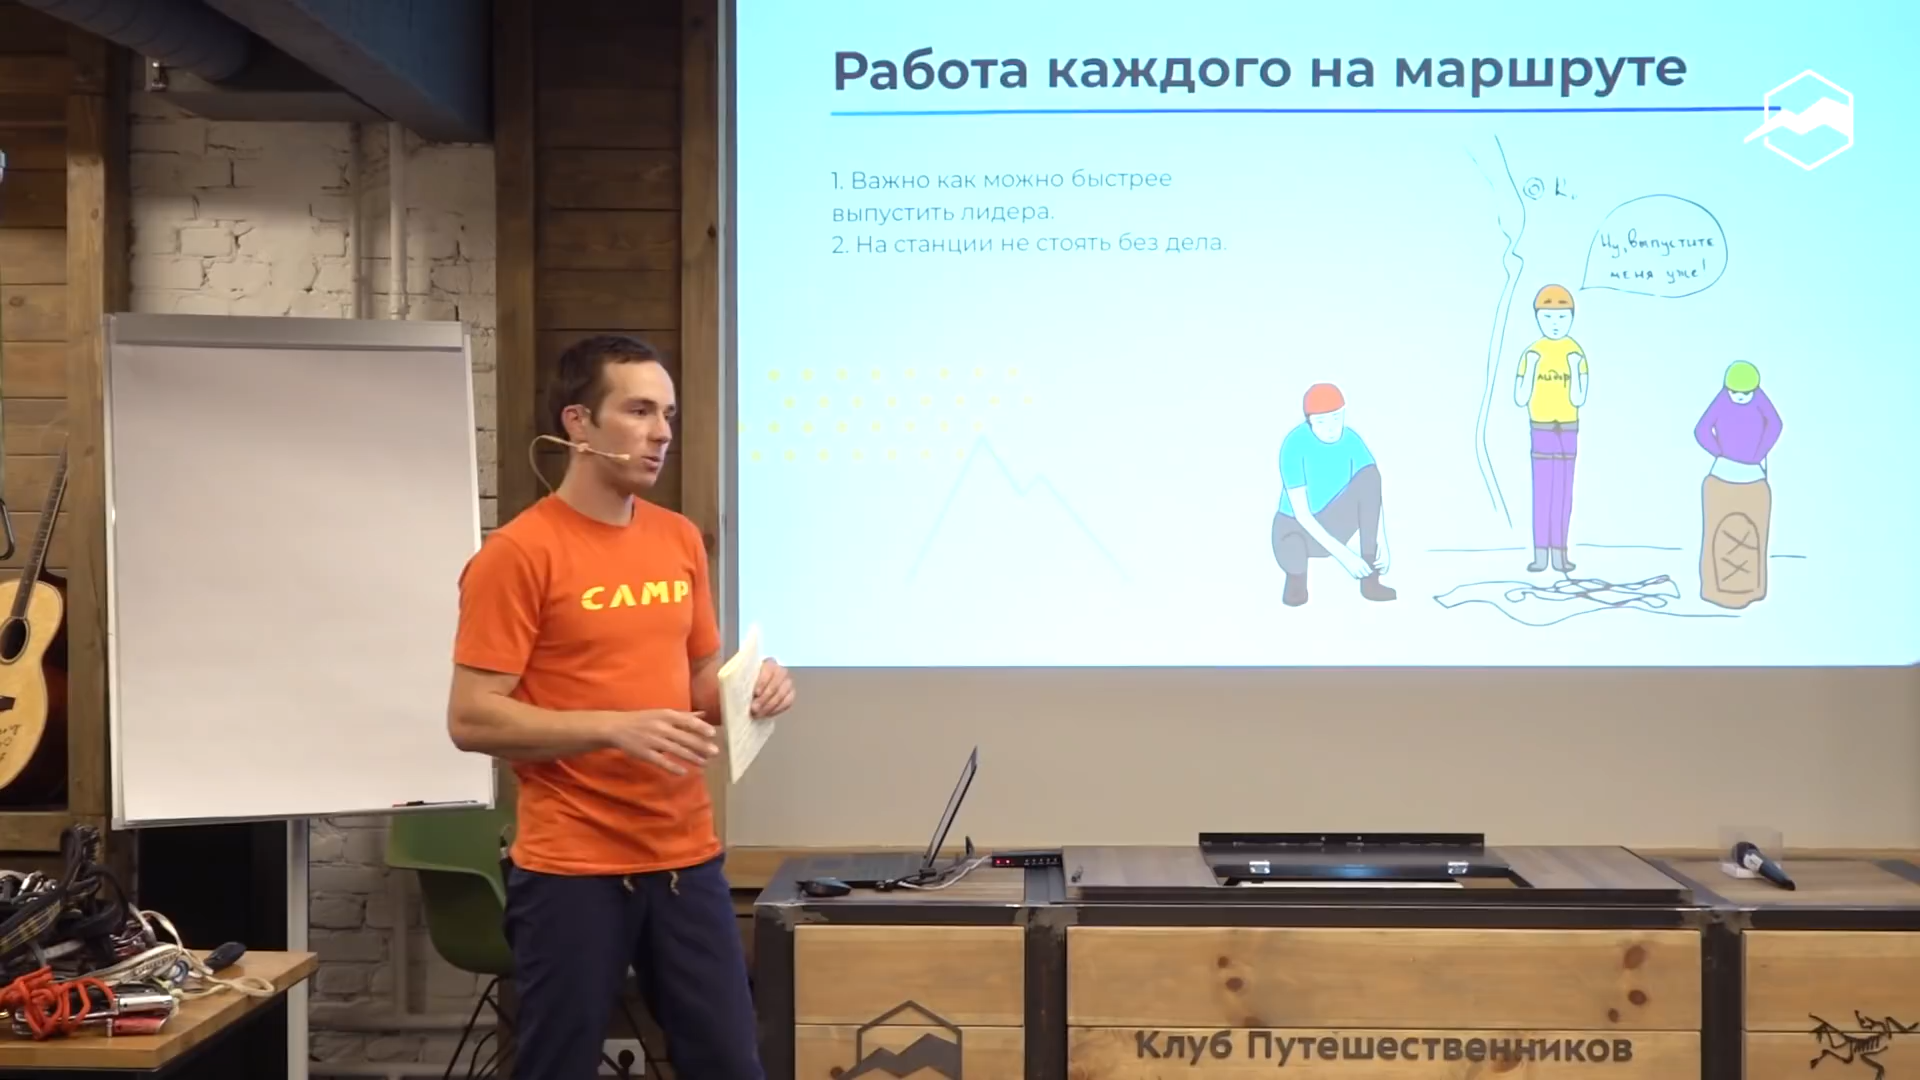 Работа каждого на маршруте
1. Важно как можно быстрее
выпустить лидера.
2. На станции не стоять без дела.
Ну, выпустите
меня уже!
лидер
CAMP
Клуб Путешественников